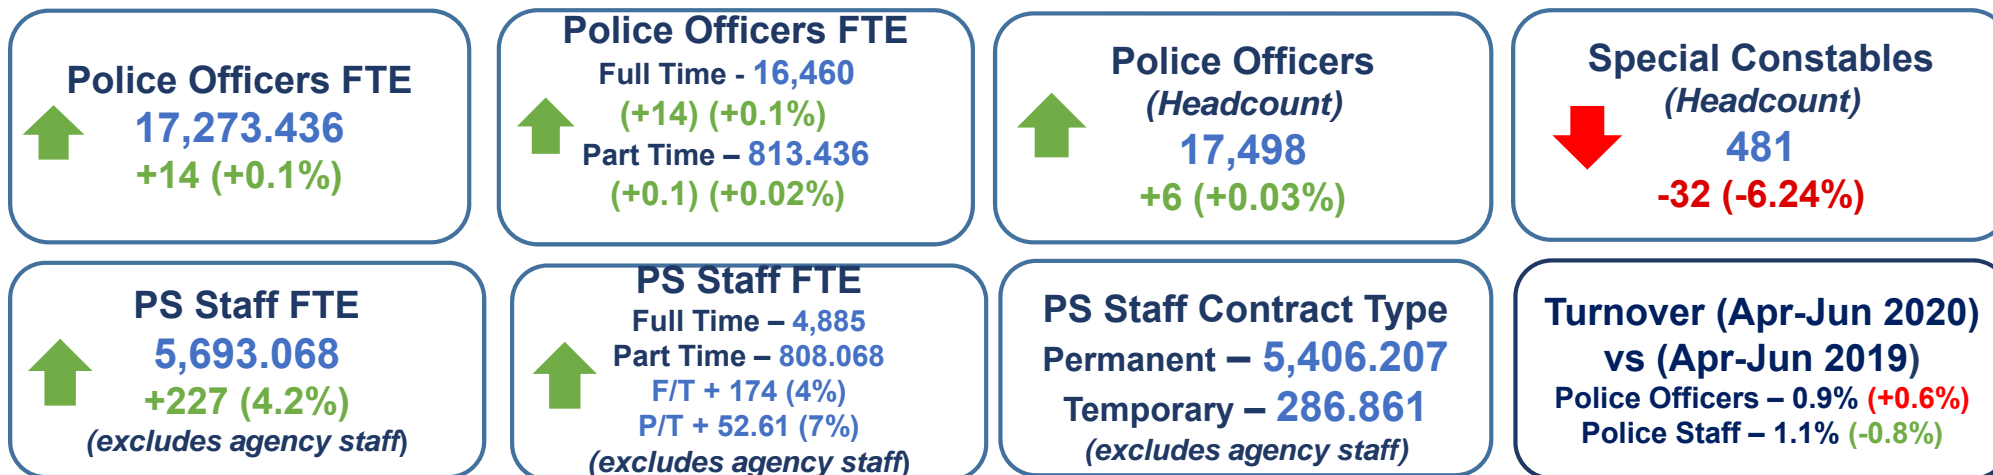 Police Officers FTE
17,273.436
+14 (+0.1%)
Police Officers FTE
Full Time - 16,460
(+14) (+0.1%)
Part Time – 813.436
(+0.1) (+0.02%)
Police Officers
(Headcount)
17,498
+6 (+0.03%)
Special Constables
(Headcount)
481
-32 (-6.24%)
PS Staff FTE
5,693.068
+227 (4.2%)
(excludes agency staff)
PS Staff FTE
Full Time – 4,885
Part Time – 808.068
F/T + 174 (4%)
P/T + 52.61 (7%)
(excludes agency staff)
PS Staff Contract Type
Permanent – 5,406.207
Temporary – 286.861
(excludes agency staff)
Turnover (Apr-Jun 2020)
vs (Apr-Jun 2019)
Police Officers – 0.9% (+0.6%)
Police Staff – 1.1% (-0.8%)